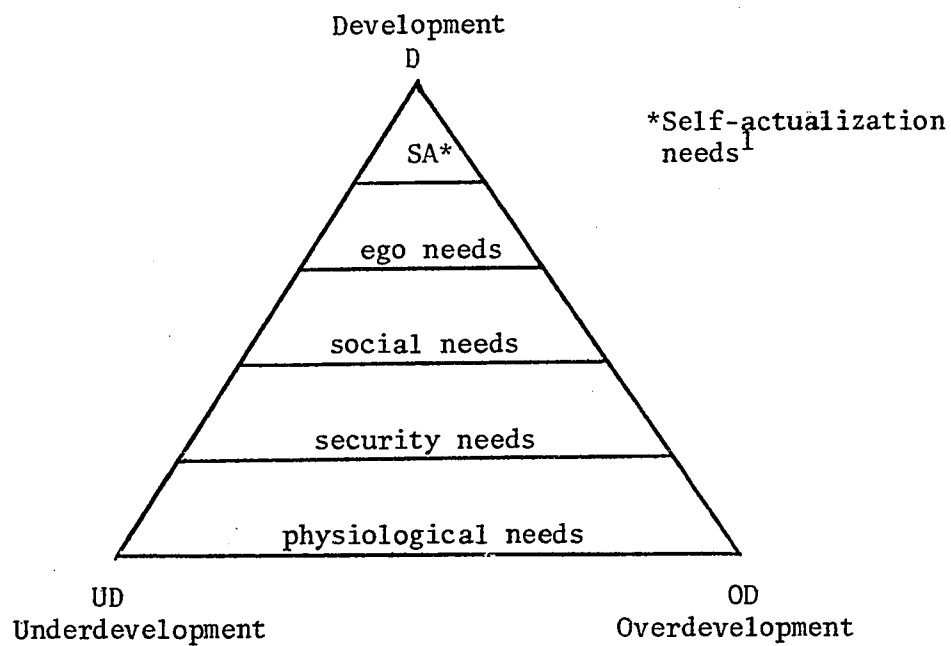 Development
D
*Self-actualization
needs1
SA*
ego needs
social needs
security needs
physiological needs
UD
OD
Underdevelopment
Overdevelopment